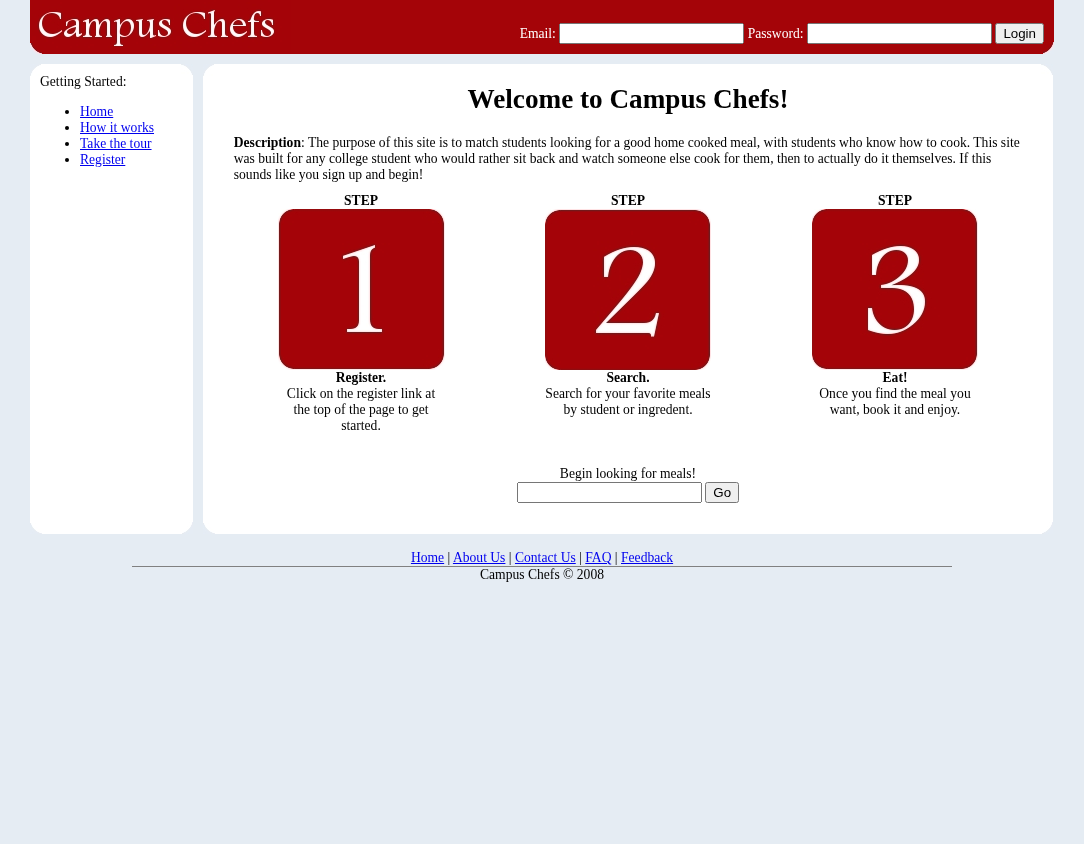 Campus Chefs
Email: Password: Login
Getting Started:
Home
How it works
Take the tour
Register
Welcome to Campus Chefs!
Description: The purpose of this site is to match students looking for a good home cooked meal, with students who know how to cook. This site
was built for any college student who would rather sit back and watch someone else cook for them, then to actually do it themselves. If this
sounds like you sign up and begin!
STEP
1
Register.
Click on the register link at
the top of the page to get
started.
STEP
2
Search.
Search for your favorite meals
by student or ingredent.
STEP
3
Eat!
Once you find the meal you
want, book it and enjoy.
Begin looking for meals!
Go
Home | About Us | Contact Us | FAQ | Feedback
Campus Chefs © 2008